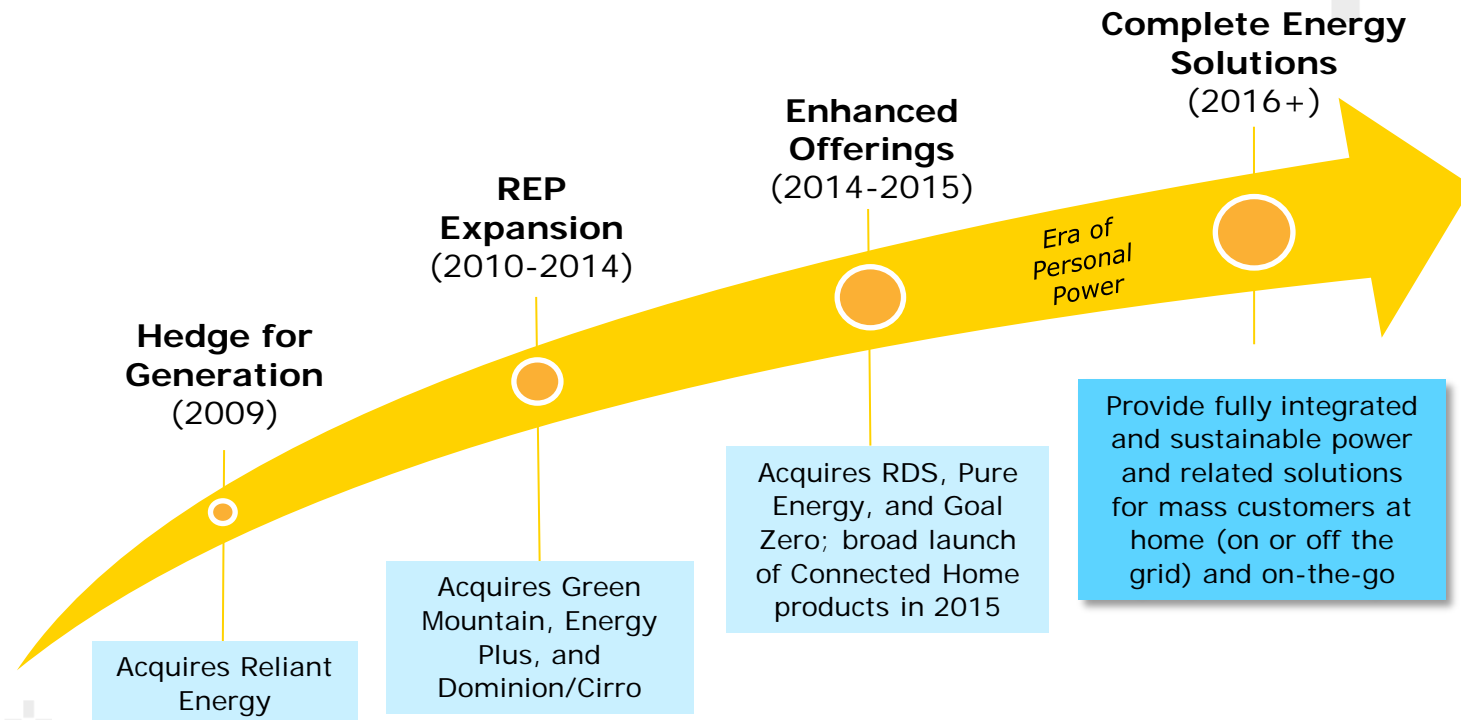 Complete Energy
Solutions
(2016+)
Enhanced
Offerings
(2014-2015)
REP
Expansion
(2010-2014)
Hedge for
Generation
(2009)
Era of
Personal
Power
Acquires Reliant
Energy
Acquires Green
Mountain, Energy
Plus, and
Dominion/Cirro
Acquires RDS, Pure
Energy, and Goal
Zero; broad launch
of Connected Home
products in 2015
Provide fully integrated
and sustainable power
and related solutions
for mass customers at
home (on or off the
grid) and on-the-go